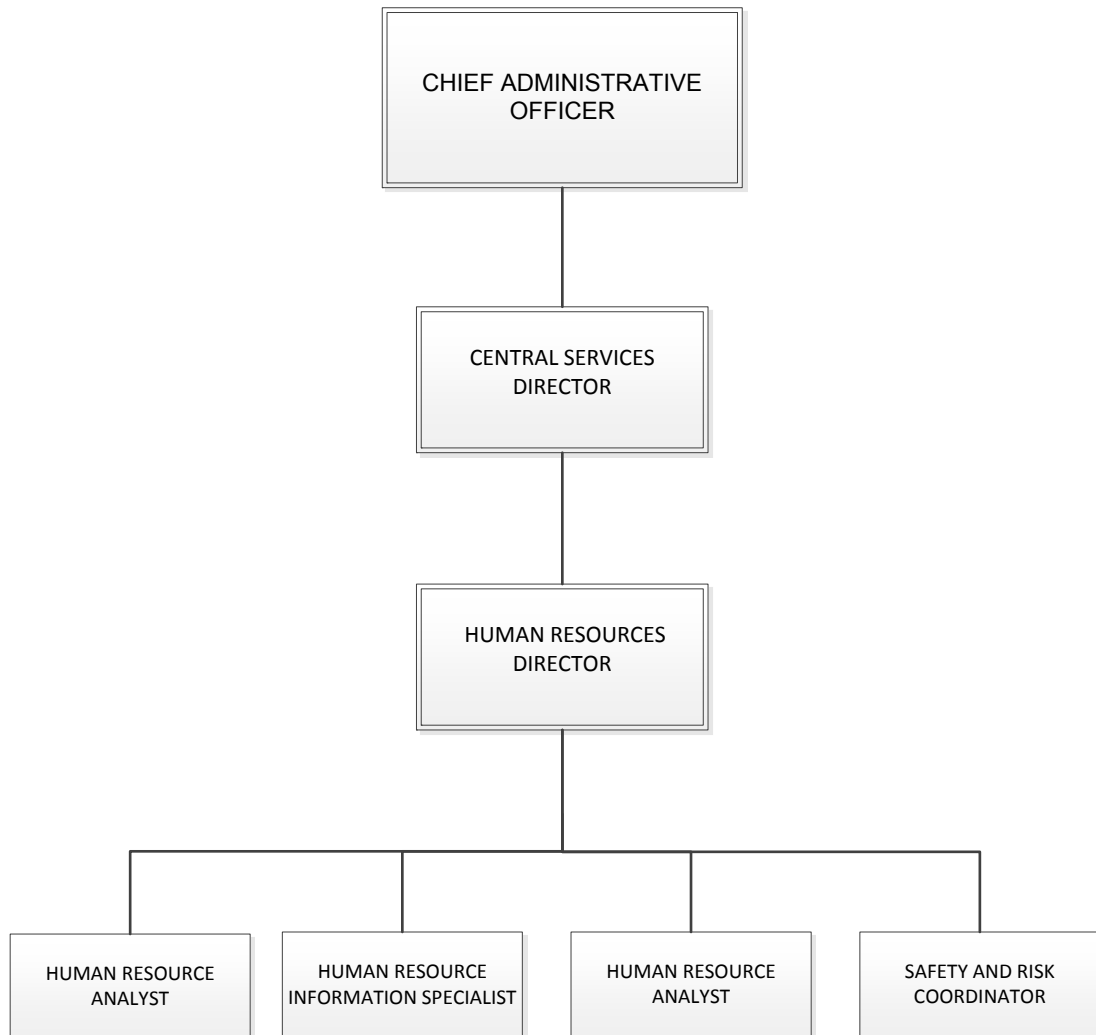 CHIEF ADMINISTRATIVE
OFFICER
CENTRAL SERVICES
DIRECTOR
HUMAN RESOURCES
DIRECTOR
HUMAN RESOURCE
ANALYST
HUMAN RESOURCE
INFORMATION SPECIALIST
HUMAN RESOURCE
ANALYST
SAFETY AND RISK
COORDINATOR